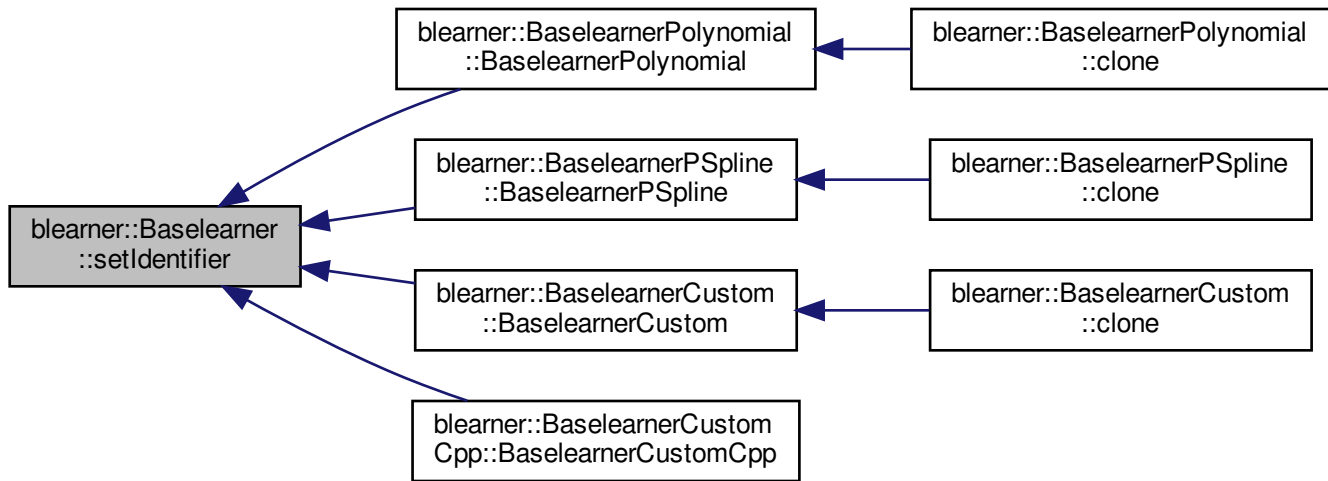 blearner::BaselearnerPolynomial
::BaselearnerPolynomial
blearner::BaselearnerPolynomial
::clone
blearner::BaselearnerPSpline
::BaselearnerPSpline
blearner::BaselearnerPSpline
::clone
blearner::Baselearner
::setIdentifier
blearner::BaselearnerCustom
::BaselearnerCustom
blearner::BaselearnerCustom
::clone
blearner::BaselearnerCustom
Cpp::BaselearnerCustomCpp